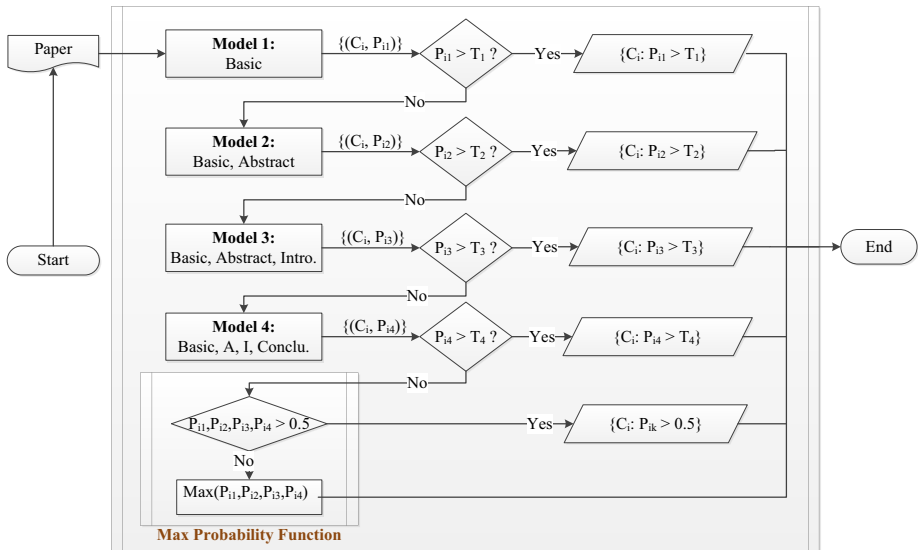 Paper
Model 1:
Basic
{(Ci, Pi1)}
Pi1 > T1 ?
Yes
{Ci: Pi1 > T1}
No
Model 2:
Basic, Abstract
{(Ci, Pi2)}
Pi2 > T2 ?
Yes
{Ci: Pi2 > T2}
No
Model 3:
Basic, Abstract, Intro.
{(Ci, Pi3)}
Pi3 > T3 ?
Yes
{Ci: Pi3 > T3}
Start
End
No
Model 4:
Basic, A, I, Conclu.
{(Ci, Pi4)}
Pi4 > T4 ?
Yes
{Ci: Pi4 > T4}
No
Pi1,Pi2,Pi3,Pi4 > 0.5
Yes
{Ci: Pik > 0.5}
No
Max(Pi1,Pi2,Pi3,Pi4)
Max Probability Function